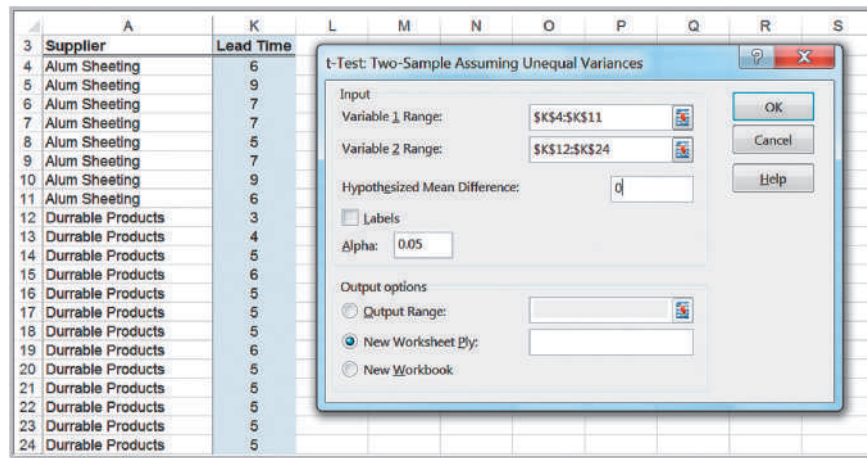 A K L M N O P Q R S
3 Supplier Lead Time
4 Alum Sheeting 6
5 Alum Sheeting 9
6 Alum Sheeting 7
7 Alum Sheeting 7
8 Alum Sheeting 5
9 Alum Sheeting 7
10 Alum Sheeting 9
11 Alum Sheeting 6
12 Durrable Products 3
13 Durrable Products 4
14 Durrable Products 5
15 Durrable Products 6
16 Durrable Products 5
17 Durrable Products 5
18 Durrable Products 5
19 Durrable Products 6
20 Durrable Products 5
21 Durrable Products 5
22 Durrable Products 5
23 Durrable Products 5
24 Durrable Products 5
t-Test: Two-Sample Assuming Unequal Variances ? X
Input
Variable 1 Range: $K$4:$K$11
Variable 2 Range: $K$12:$K$24
Hypothesized Mean Difference: 0
Labels
Alpha: 0.05
Output options
Output Range:
New Worksheet Ply:
New Workbook
OK
Cancel
Help